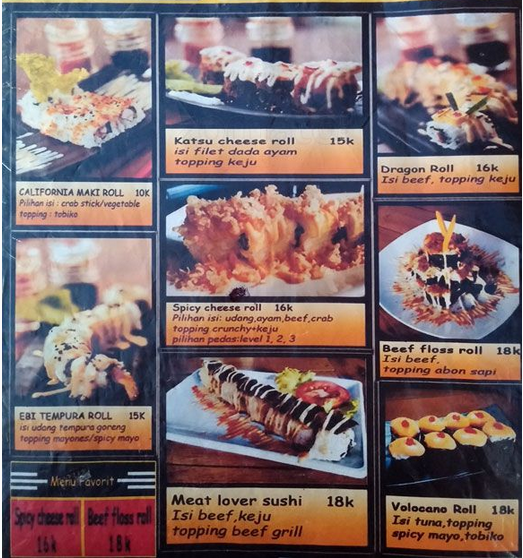 CALIFORNIA MAKI ROLL 10K
Pilihan isi : crab stick/vegetable
topping : tobiko
EBI TEMPURA ROLL 15K
isi udang tempura goreng
topping mayones/spicy mayo
Menu Favorit
Spicy cheese roll
16k
Beef floss roll
18k
Katsu cheese roll 15k
isi filet dada ayam
topping keju
Spicy cheese roll 16k
Pilihan isi: udang,ayam,beef,crab
topping crunchy+keju
pilihan pedas:level 1, 2, 3
Meat lover sushi 18k
Isi beef,keju
topping beef grill
Dragon Roll 16k
Isi beef, topping keju
Beef floss roll 18k
Isi beef.
topping abon sapi
Volocano Roll 18k
Isi tuna,topping
spicy mayo,tobiko